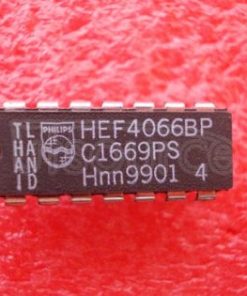 TL
HA
AN
ID
PHILIPS
HEF4066BP
C1669PS
Hnn9901 4